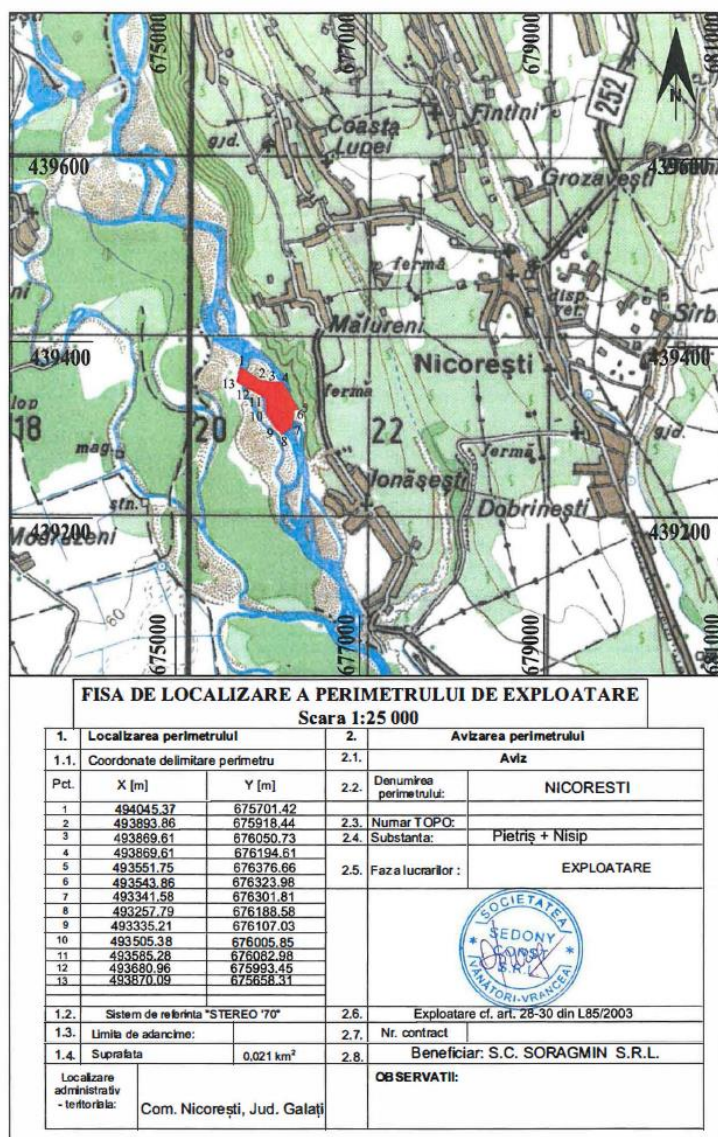 675000
677000
679000
681000
N
252
Fintini
Coasta
Lupei
gjd.
439600
439600
Grozavești
fermă
disp.
vet.
Sîrb
Mălureni
439400
439400
Nicorești
fermă
1
2 3 4
13
12
11
10
6
7
9
8
lop
18
20
22
mag.
fermă
gjd.
Ionășești
Dobrinești
stn.
439200
439200
60
675000
677000
679000
681000
FISA DE LOCALIZARE A PERIMETRULUI DE EXPLOATARE
Scara 1:25 000
1. Localizarea perimetrului 2. Avizarea perimetrului
1.1. Coordonate delimitare perimetru 2.1. Aviz
Pct. X [m] Y [m] 2.2. Denumirea perimetrului: NICORESTI
1 494045.37 675701.42
2 493893.86 675918.44 2.3. Numar TOPO:
3 493869.61 676050.73 2.4. Substanta: Pietriș + Nisip
4 493869.61 676194.61
5 493551.75 676376.66 2.5. Faza lucrarilor : EXPLOATARE
6 493543.86 676323.98
7 493341.58 676301.81
8 493257.79 676188.58
9 493335.21 676107.03
10 493505.38 676005.85
11 493585.28 676082.98
12 493680.96 675993.45
13 493870.09 675658.31
SOCIETATEA
SEDONY
CONST
S.R.L.
VÂNĂTORI-VRANCEA
1.2. Sistem de referinta "STEREO '70" 2.6. Exploatare cf. art. 28-30 din L85/2003
1.3. Limita de adancime: 2.7. Nr. contract
1.4. Suprafata 0,021 km² 2.8. Beneficiar: S.C. SORAGMIN S.R.L.
Localizare
administrativ
- teritoriala: Com. Nicorești, Jud. Galați
OBSERVATII: